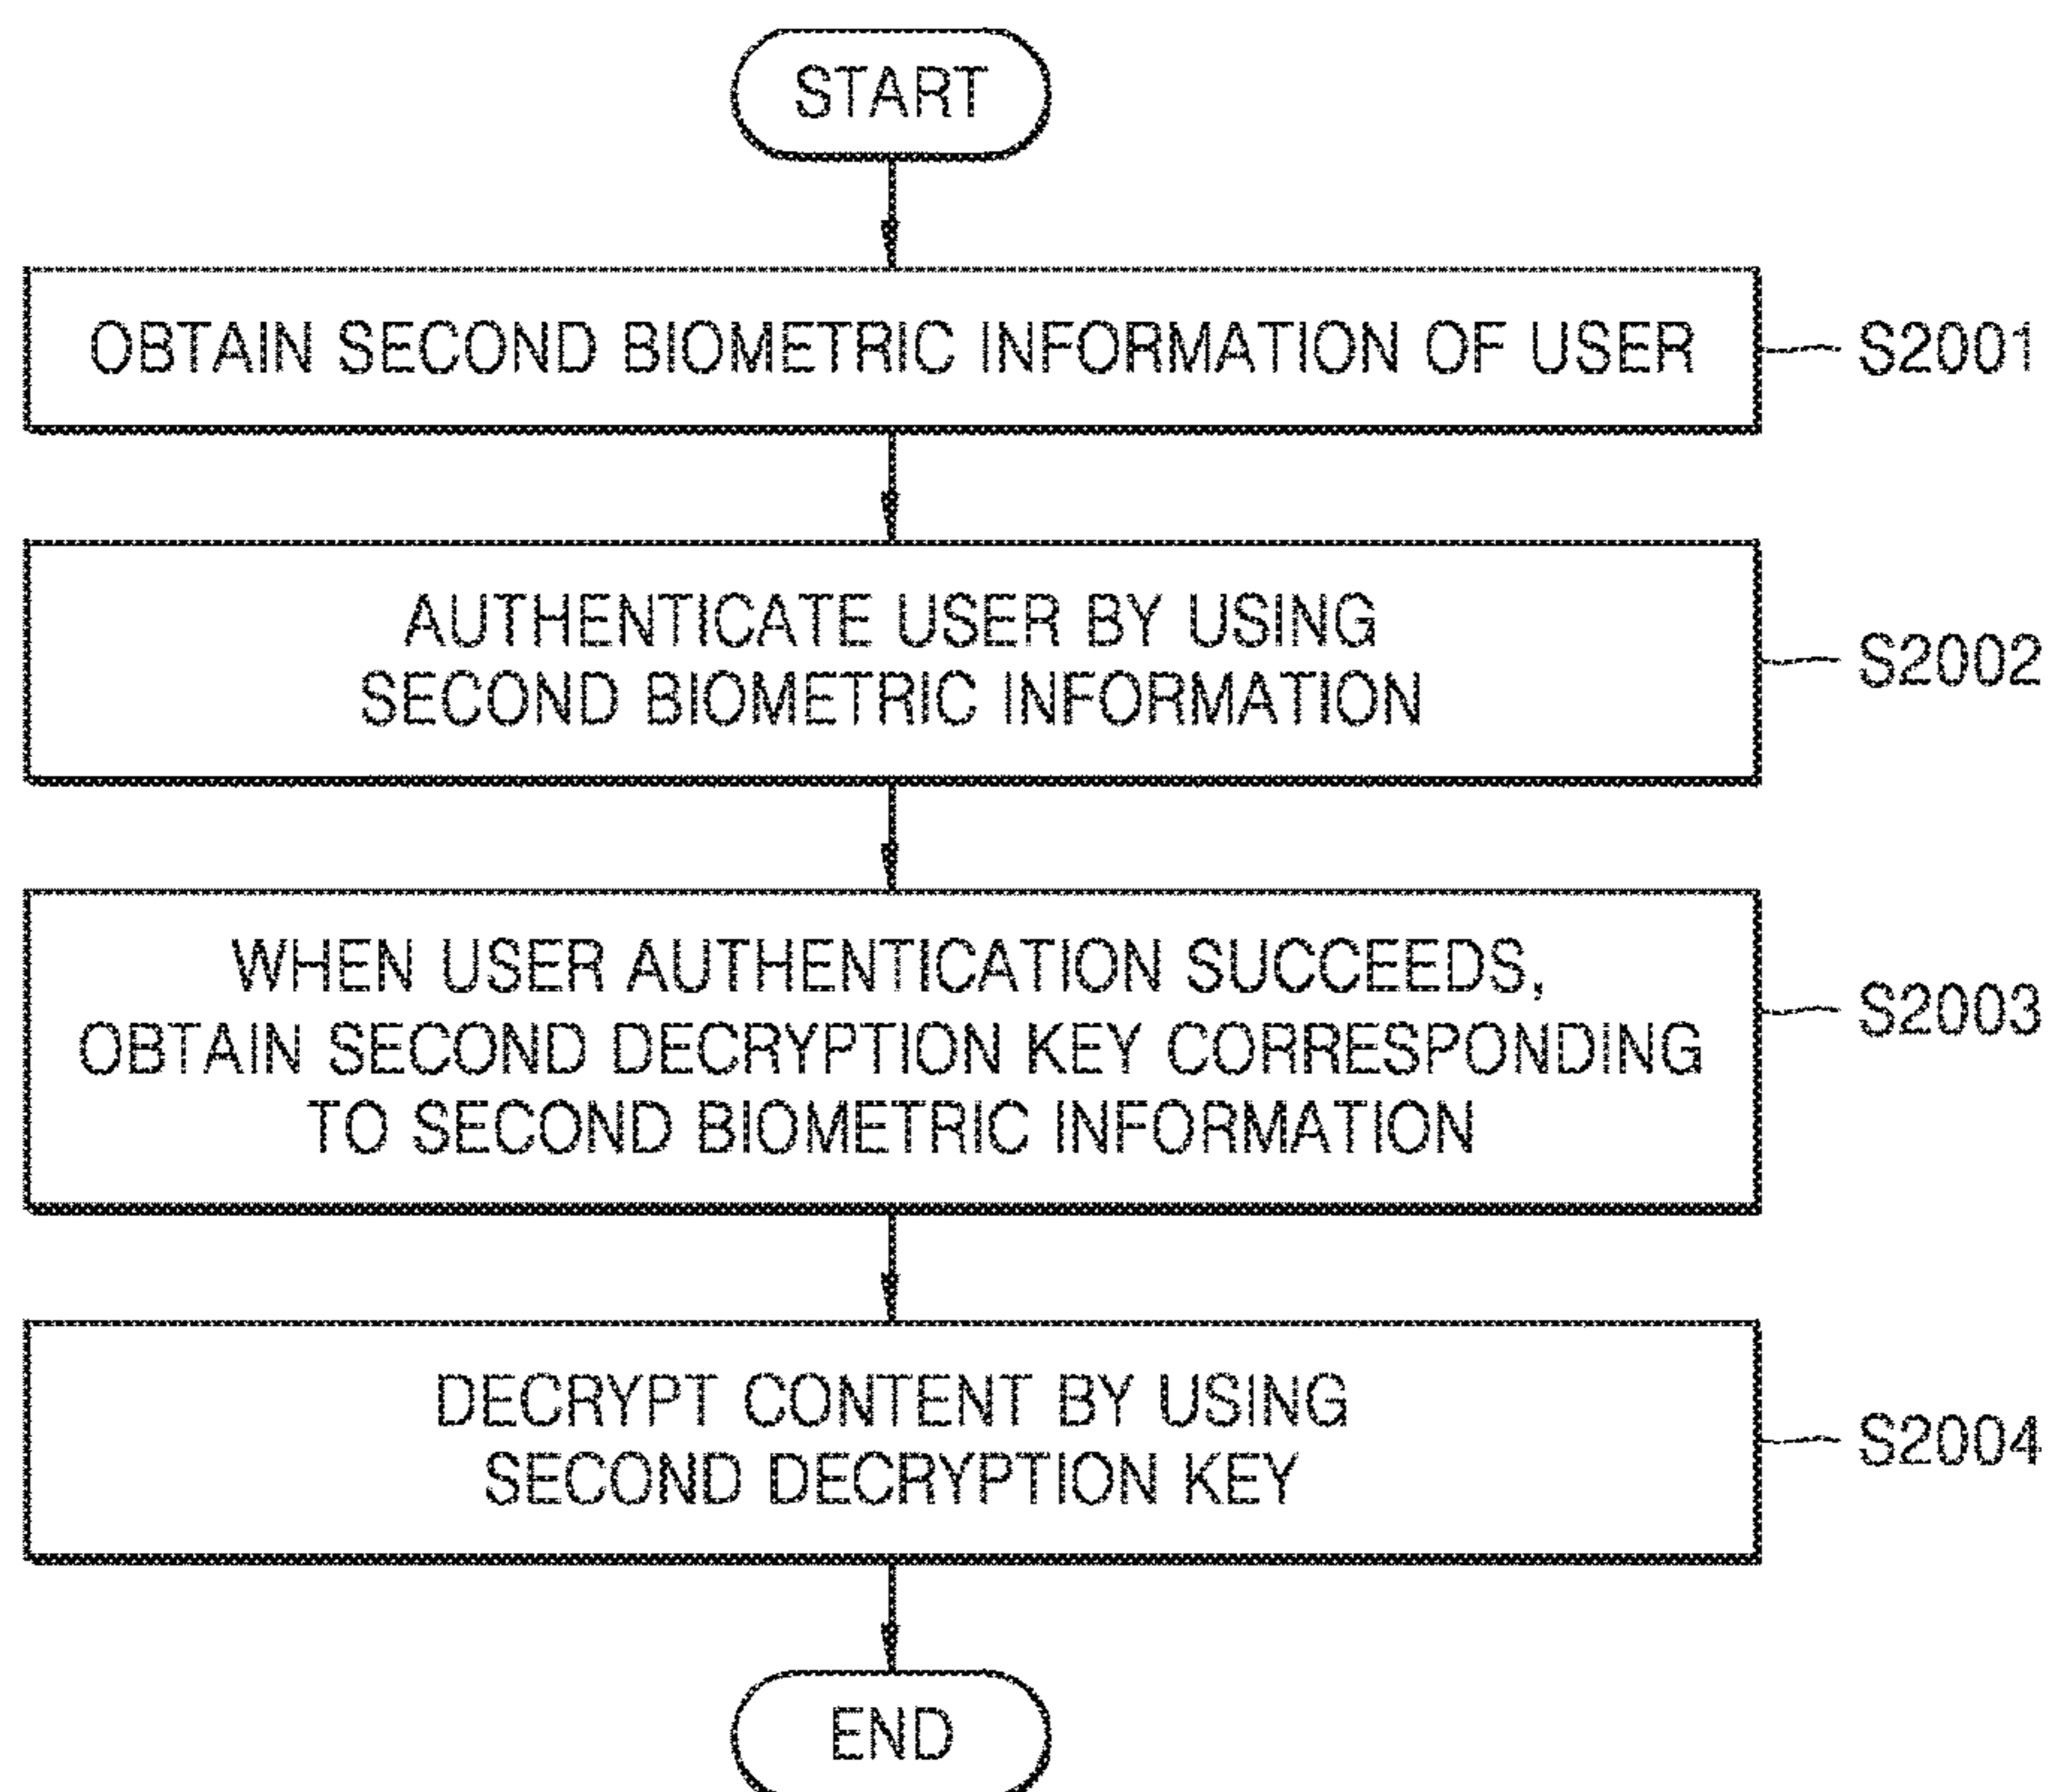 START
OBTAIN SECOND BIOMETRIC INFORMATION OF USER
S2001
AUTHENTICATE USER BY USING
SECOND BIOMETRIC INFORMATION
S2002
WHEN USER AUTHENTICATION SUCCEEDS,
OBTAIN SECOND DECRYPTION KEY CORRESPONDING
TO SECOND BIOMETRIC INFORMATION
S2003
DECRYPT CONTENT BY USING
SECOND DECRYPTION KEY
S2004
END